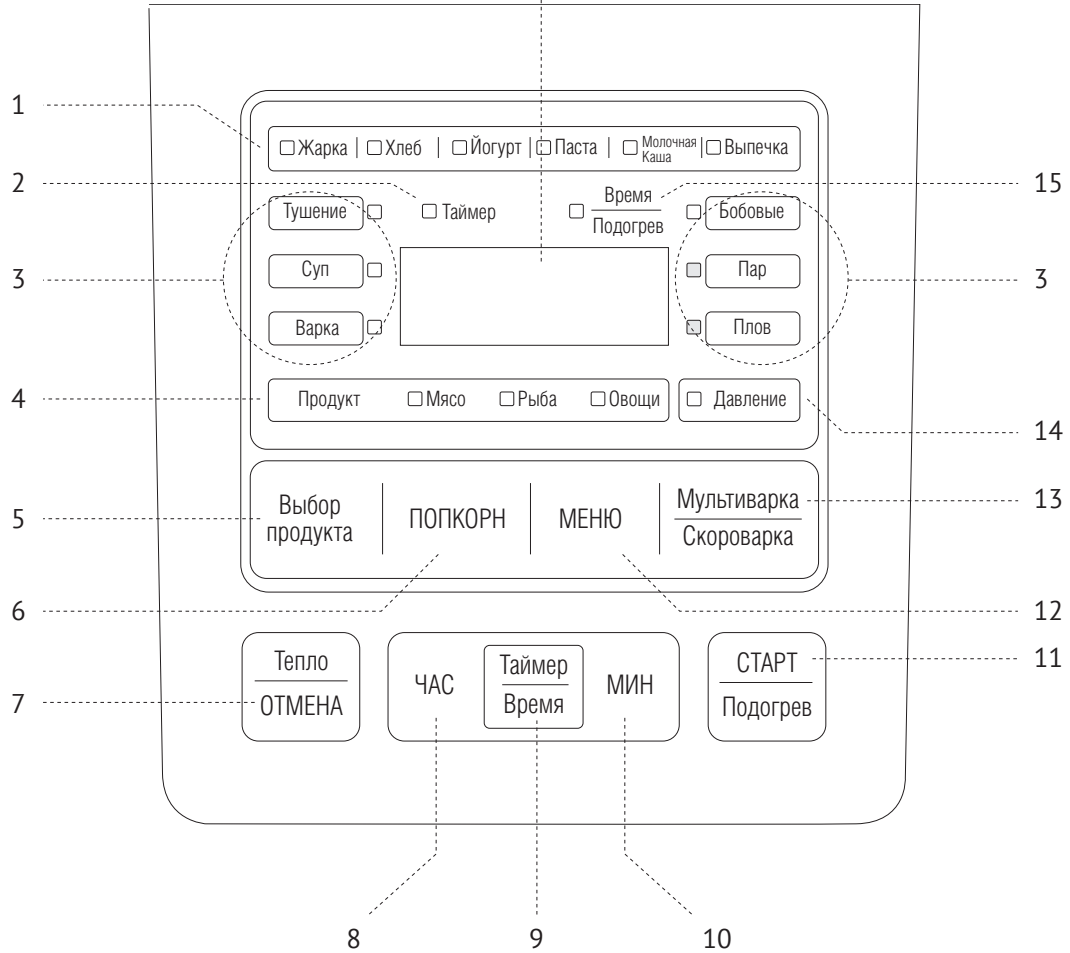 1
Жарка Хлеб Йогурт Паста Молочная Каша Выпечка
2
15
Время
Тушение Таймер Подогрев Бобовые
3 Суп Пар 3
Варка Плов
4 Продукт Мясо Рыба Овощи Давление
14
5 Выбор продукта ПОПКОРН МЕНЮ Мультиварка Скороварка 13
6 12
7 Тепло ОТМЕНА ЧАС Таймер Время МИН СТАРТ Подогрев 11
8 9 10